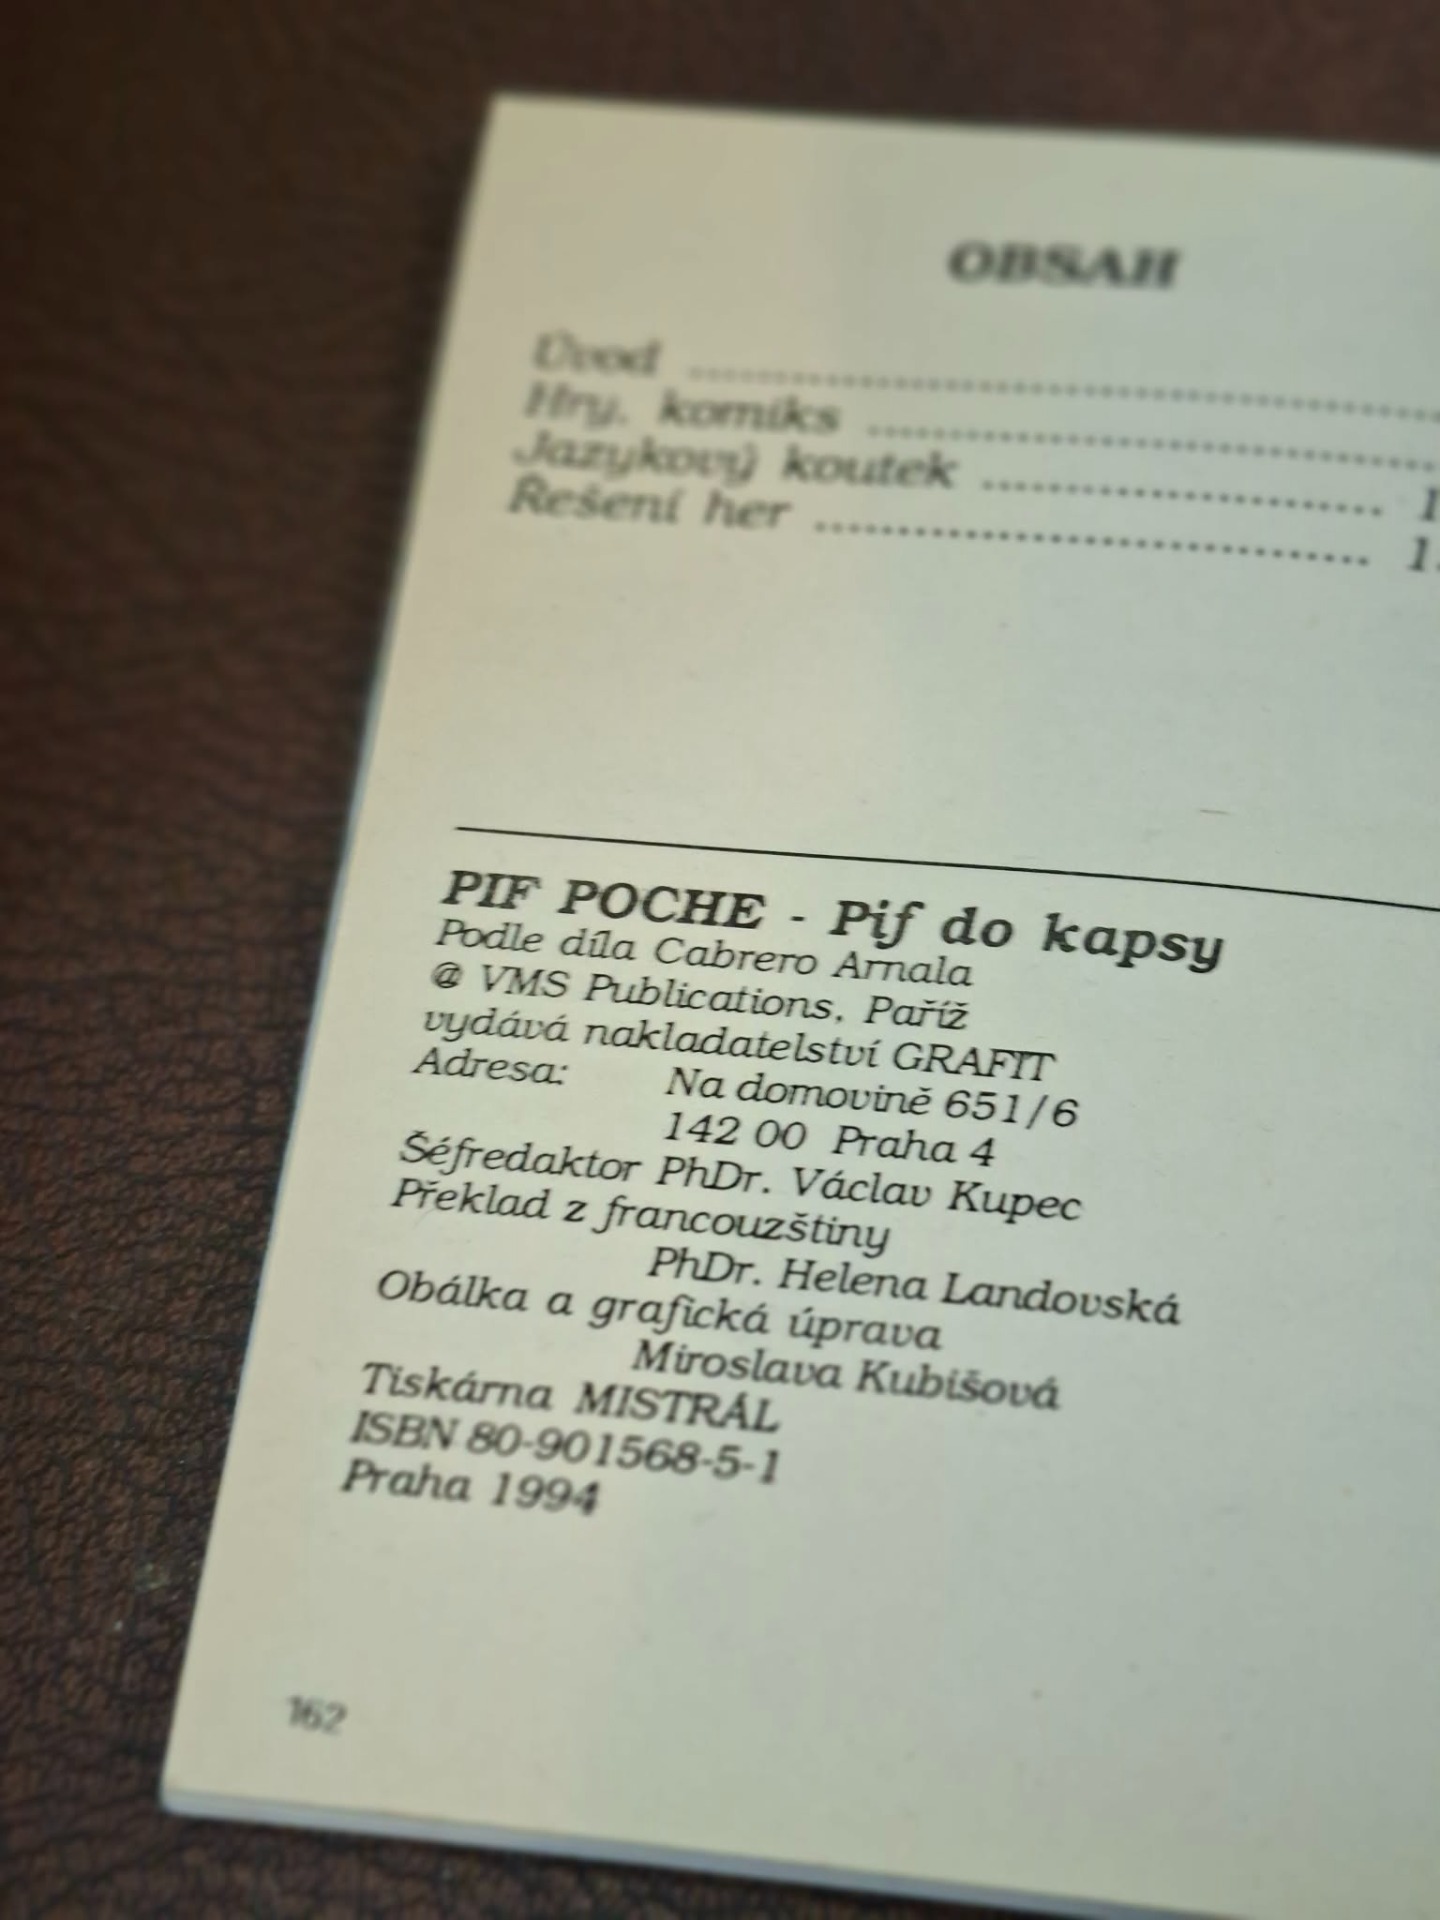 OBSAH
Úvod ..........................................
Hry, komiks ..........................................
Jazykový koutek ..............................
Řešení her ..........................................
PIF POCHE - Pif do kapsy
Podle díla Cabrero Arnala
@ VMS Publications, Paříž
vydává nakladatelství GRAFIT
Adresa: Na domovině 651/6
142 00 Praha 4
Šéfredaktor PhDr. Václav Kupec
Překlad z francouzštiny
PhDr. Helena Landovská
Obálka a grafická úprava
Miroslava Kubišová
Tiskárna MISTRÁL
ISBN 80-901568-5-1
Praha 1994
162